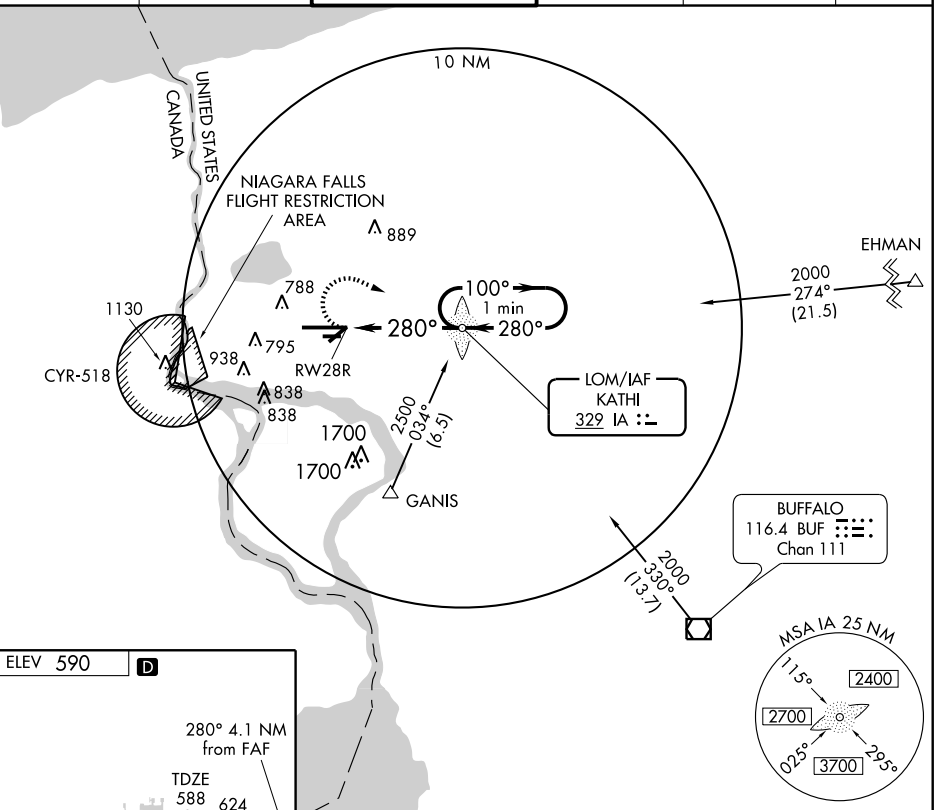 10 NM
UNITED STATES
CANADA
NIAGARA FALLS
FLIGHT RESTRICTION
AREA
889
EHMAN
2000
274°
(21.5)
788
100°
1 min
280°
280°
1130
795
938
RW28R
CYR-518
838
838
LOM/IAF
KATHI
329 IA
2500
034°
(6.5)
1700
1700
GANIS
BUFFALO
116.4 BUF
Chan 111
2000
330°
(13.7)
MSA IA 25 NM
115°
2400
2700
025°
3700
295°
ELEV 590
D
280° 4.1 NM
from FAF
TDZE
588
624